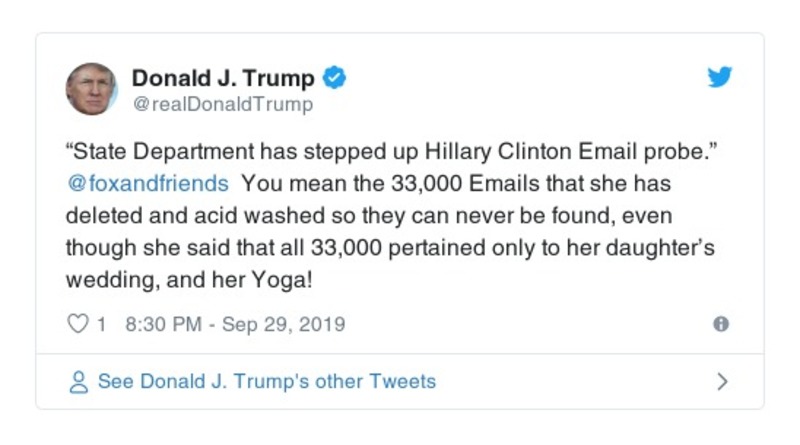 Donald J. Trump
@realDonaldTrump
“State Department has stepped up Hillary Clinton Email probe.”
@foxandfriends You mean the 33,000 Emails that she has
deleted and acid washed so they can never be found, even
though she said that all 33,000 pertained only to her daughter’s
wedding, and her Yoga!
1 8:30 PM - Sep 29, 2019
See Donald J. Trump's other Tweets